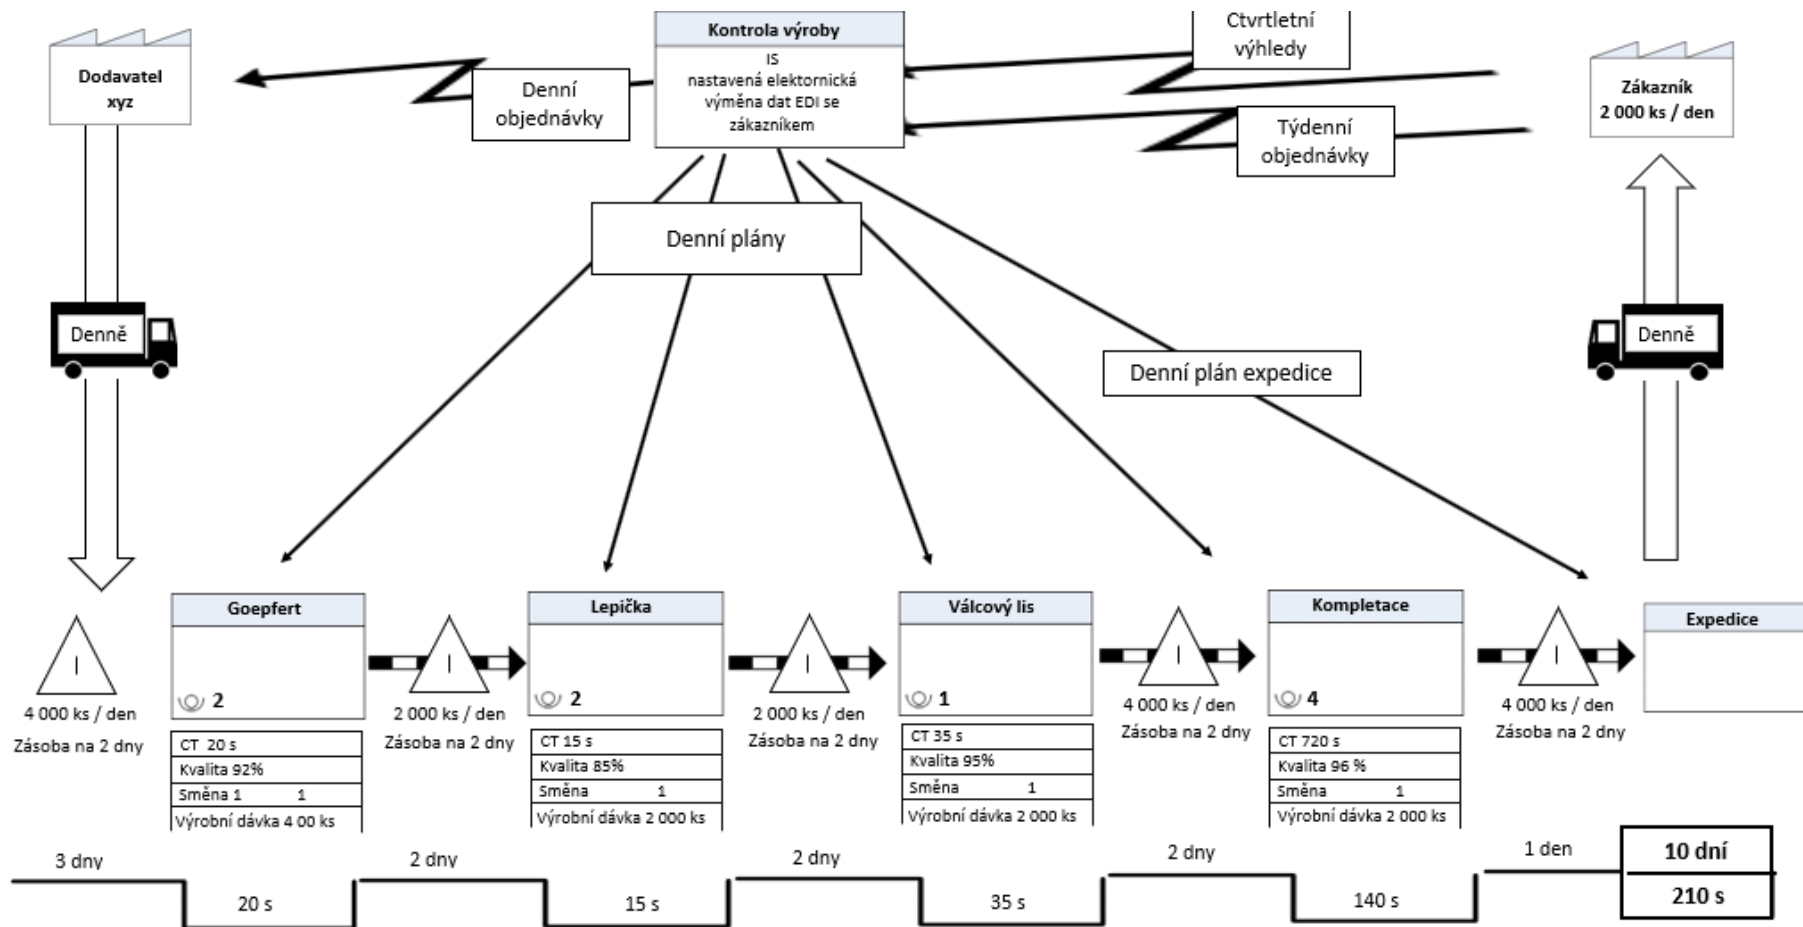 Dodavatel
xyz
Denní
objednávky
Kontrola výroby
IS
nastavená elektornická
výměna dat EDI se
zákazníkem
Ctvrtletní
výhledy
Týdenní
objednávky
Zákazník
2 000 ks / den
Denní plány
Denně
Denní plán expedice
Denně
I
4 000 ks / den
Zásoba na 2 dny
Goepfert
2
CT 20 s
Kvalita 92%
Směna 1 1
Výrobní dávka 4 00 ks
I
2 000 ks / den
Zásoba na 2 dny
Lepička
2
CT 15 s
Kvalita 85%
Směna 1
Výrobní dávka 2 000 ks
I
2 000 ks / den
Zásoba na 2 dny
Válcový lis
1
CT 35 s
Kvalita 95%
Směna 1
Výrobní dávka 2 000 ks
I
4 000 ks / den
Zásoba na 2 dny
Kompletace
4
CT 720 s
Kvalita 96 %
Směna 1
Výrobní dávka 2 000 ks
I
4 000 ks / den
Zásoba na 2 dny
Expedice
3 dny
20 s
2 dny
15 s
2 dny
35 s
2 dny
140 s
1 den
10 dní
210 s